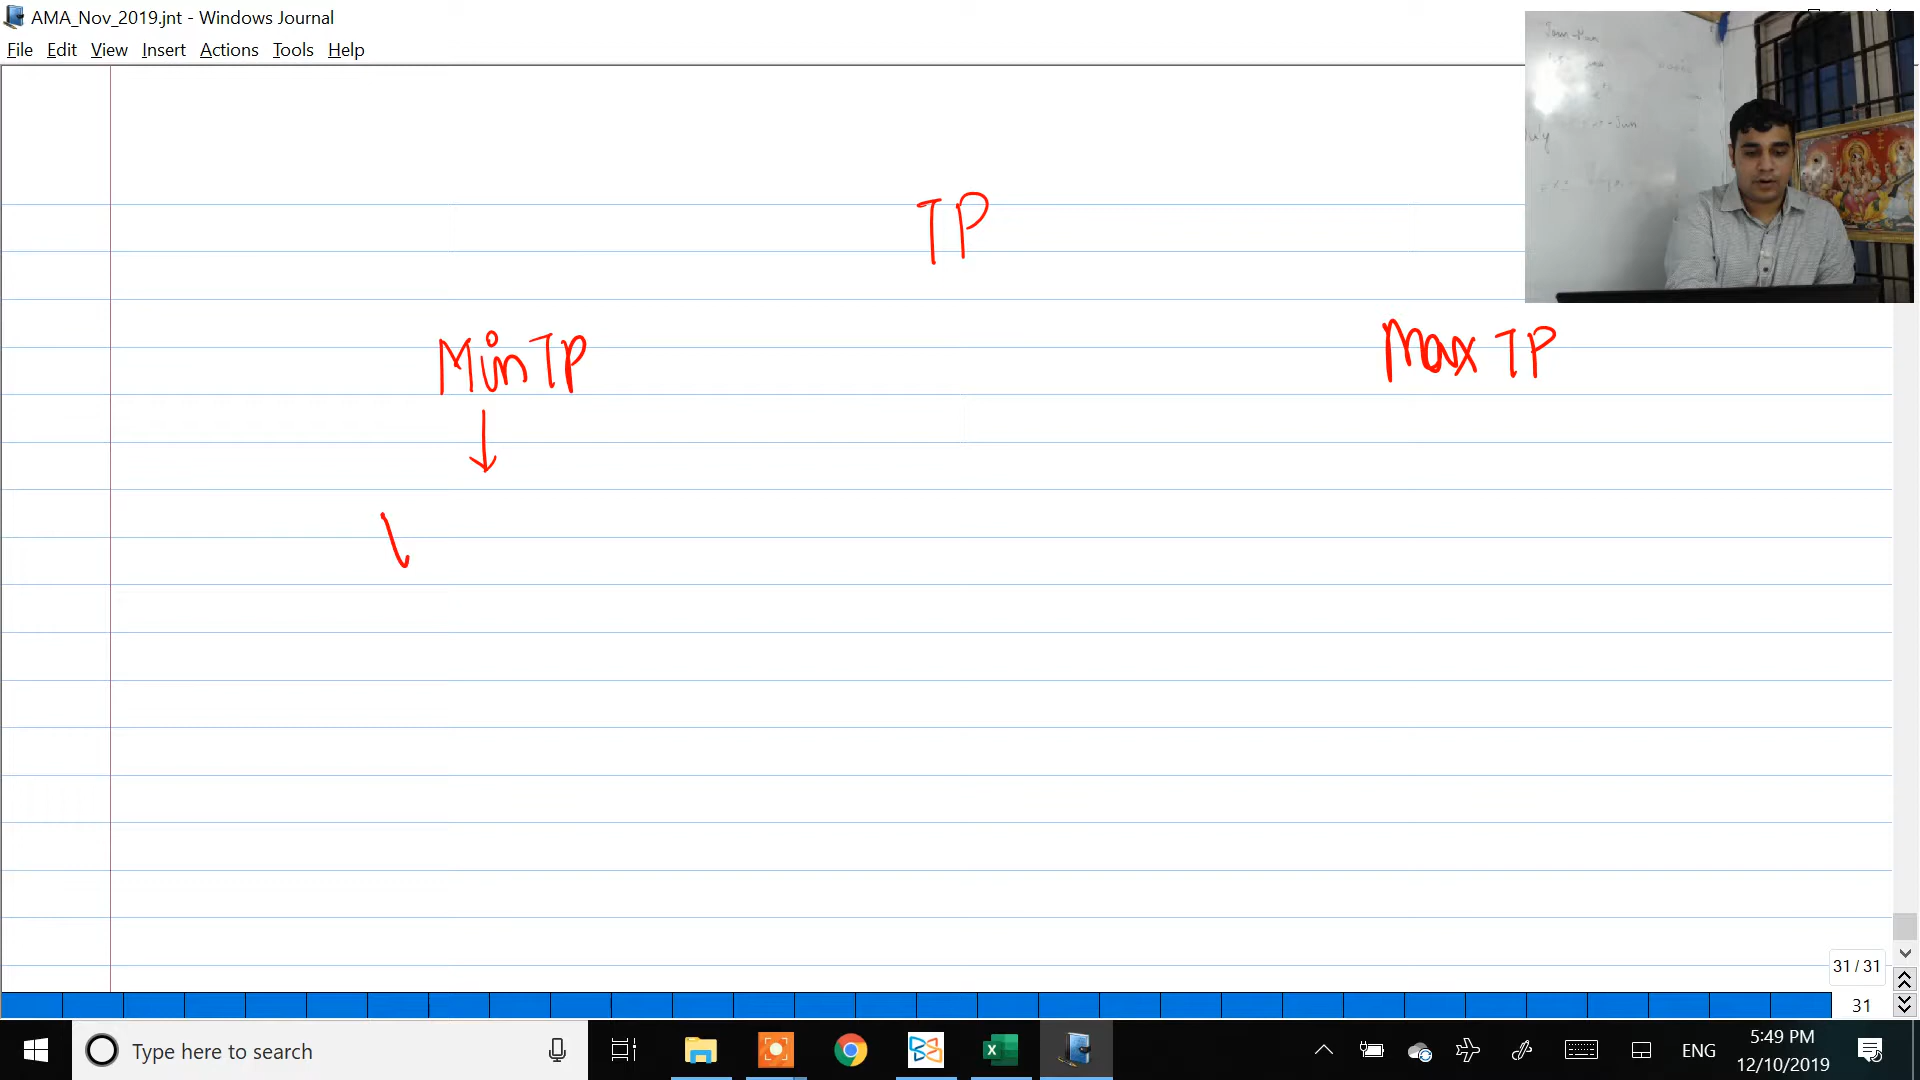 AMA_Nov_2019.jnt - Windows Journal
File Edit View Insert Actions Tools Help
TP
Min TP
Max TP
31 / 31
31
Type here to search
ENG
5:49 PM
12/10/2019